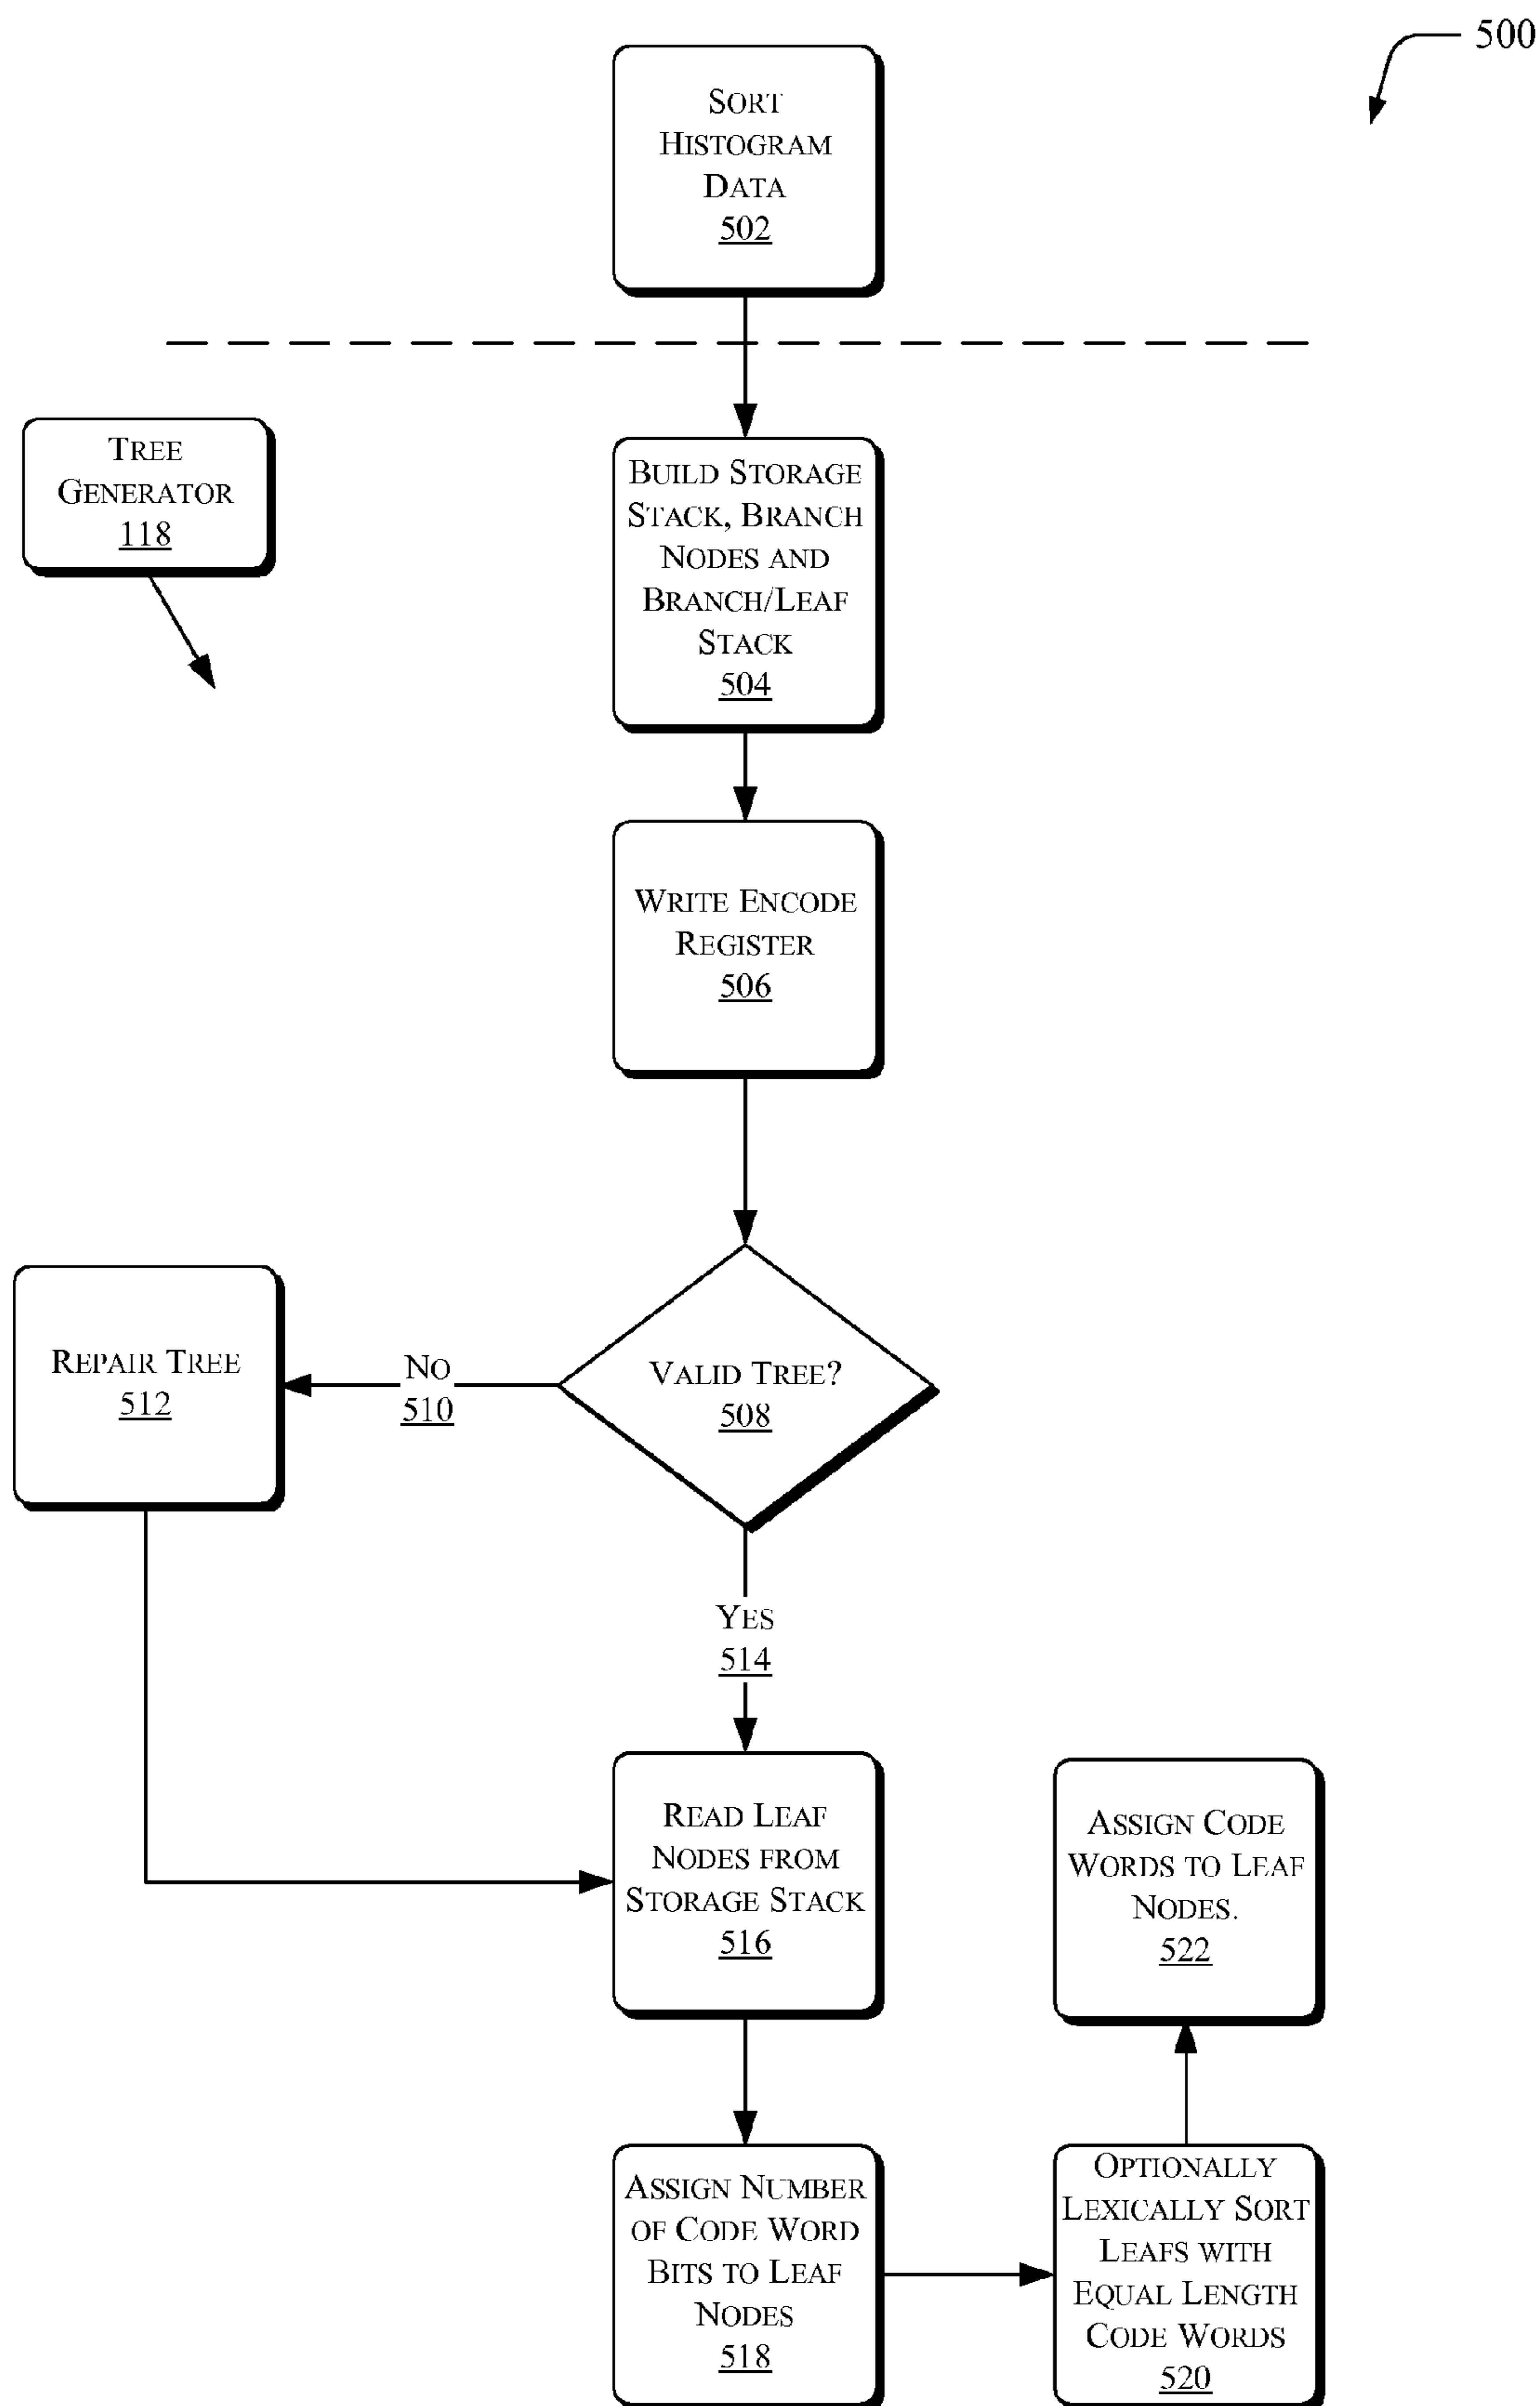 500
SORT
HISTOGRAM
DATA
502
TREE
GENERATOR
118
BUILD STORAGE
STACK, BRANCH
NODES AND
BRANCH/LEAF
STACK
504
WRITE ENCODE
REGISTER
506
REPAIR TREE
512
NO
510
VALID TREE?
508
YES
514
READ LEAF
NODES FROM
STORAGE STACK
516
ASSIGN CODE
WORDS TO LEAF
NODES.
522
ASSIGN NUMBER
OF CODE WORD
BITS TO LEAF
NODES
518
OPTIONALLY
LEXICALLY SORT
LEAFS WITH
EQUAL LENGTH
CODE WORDS
520